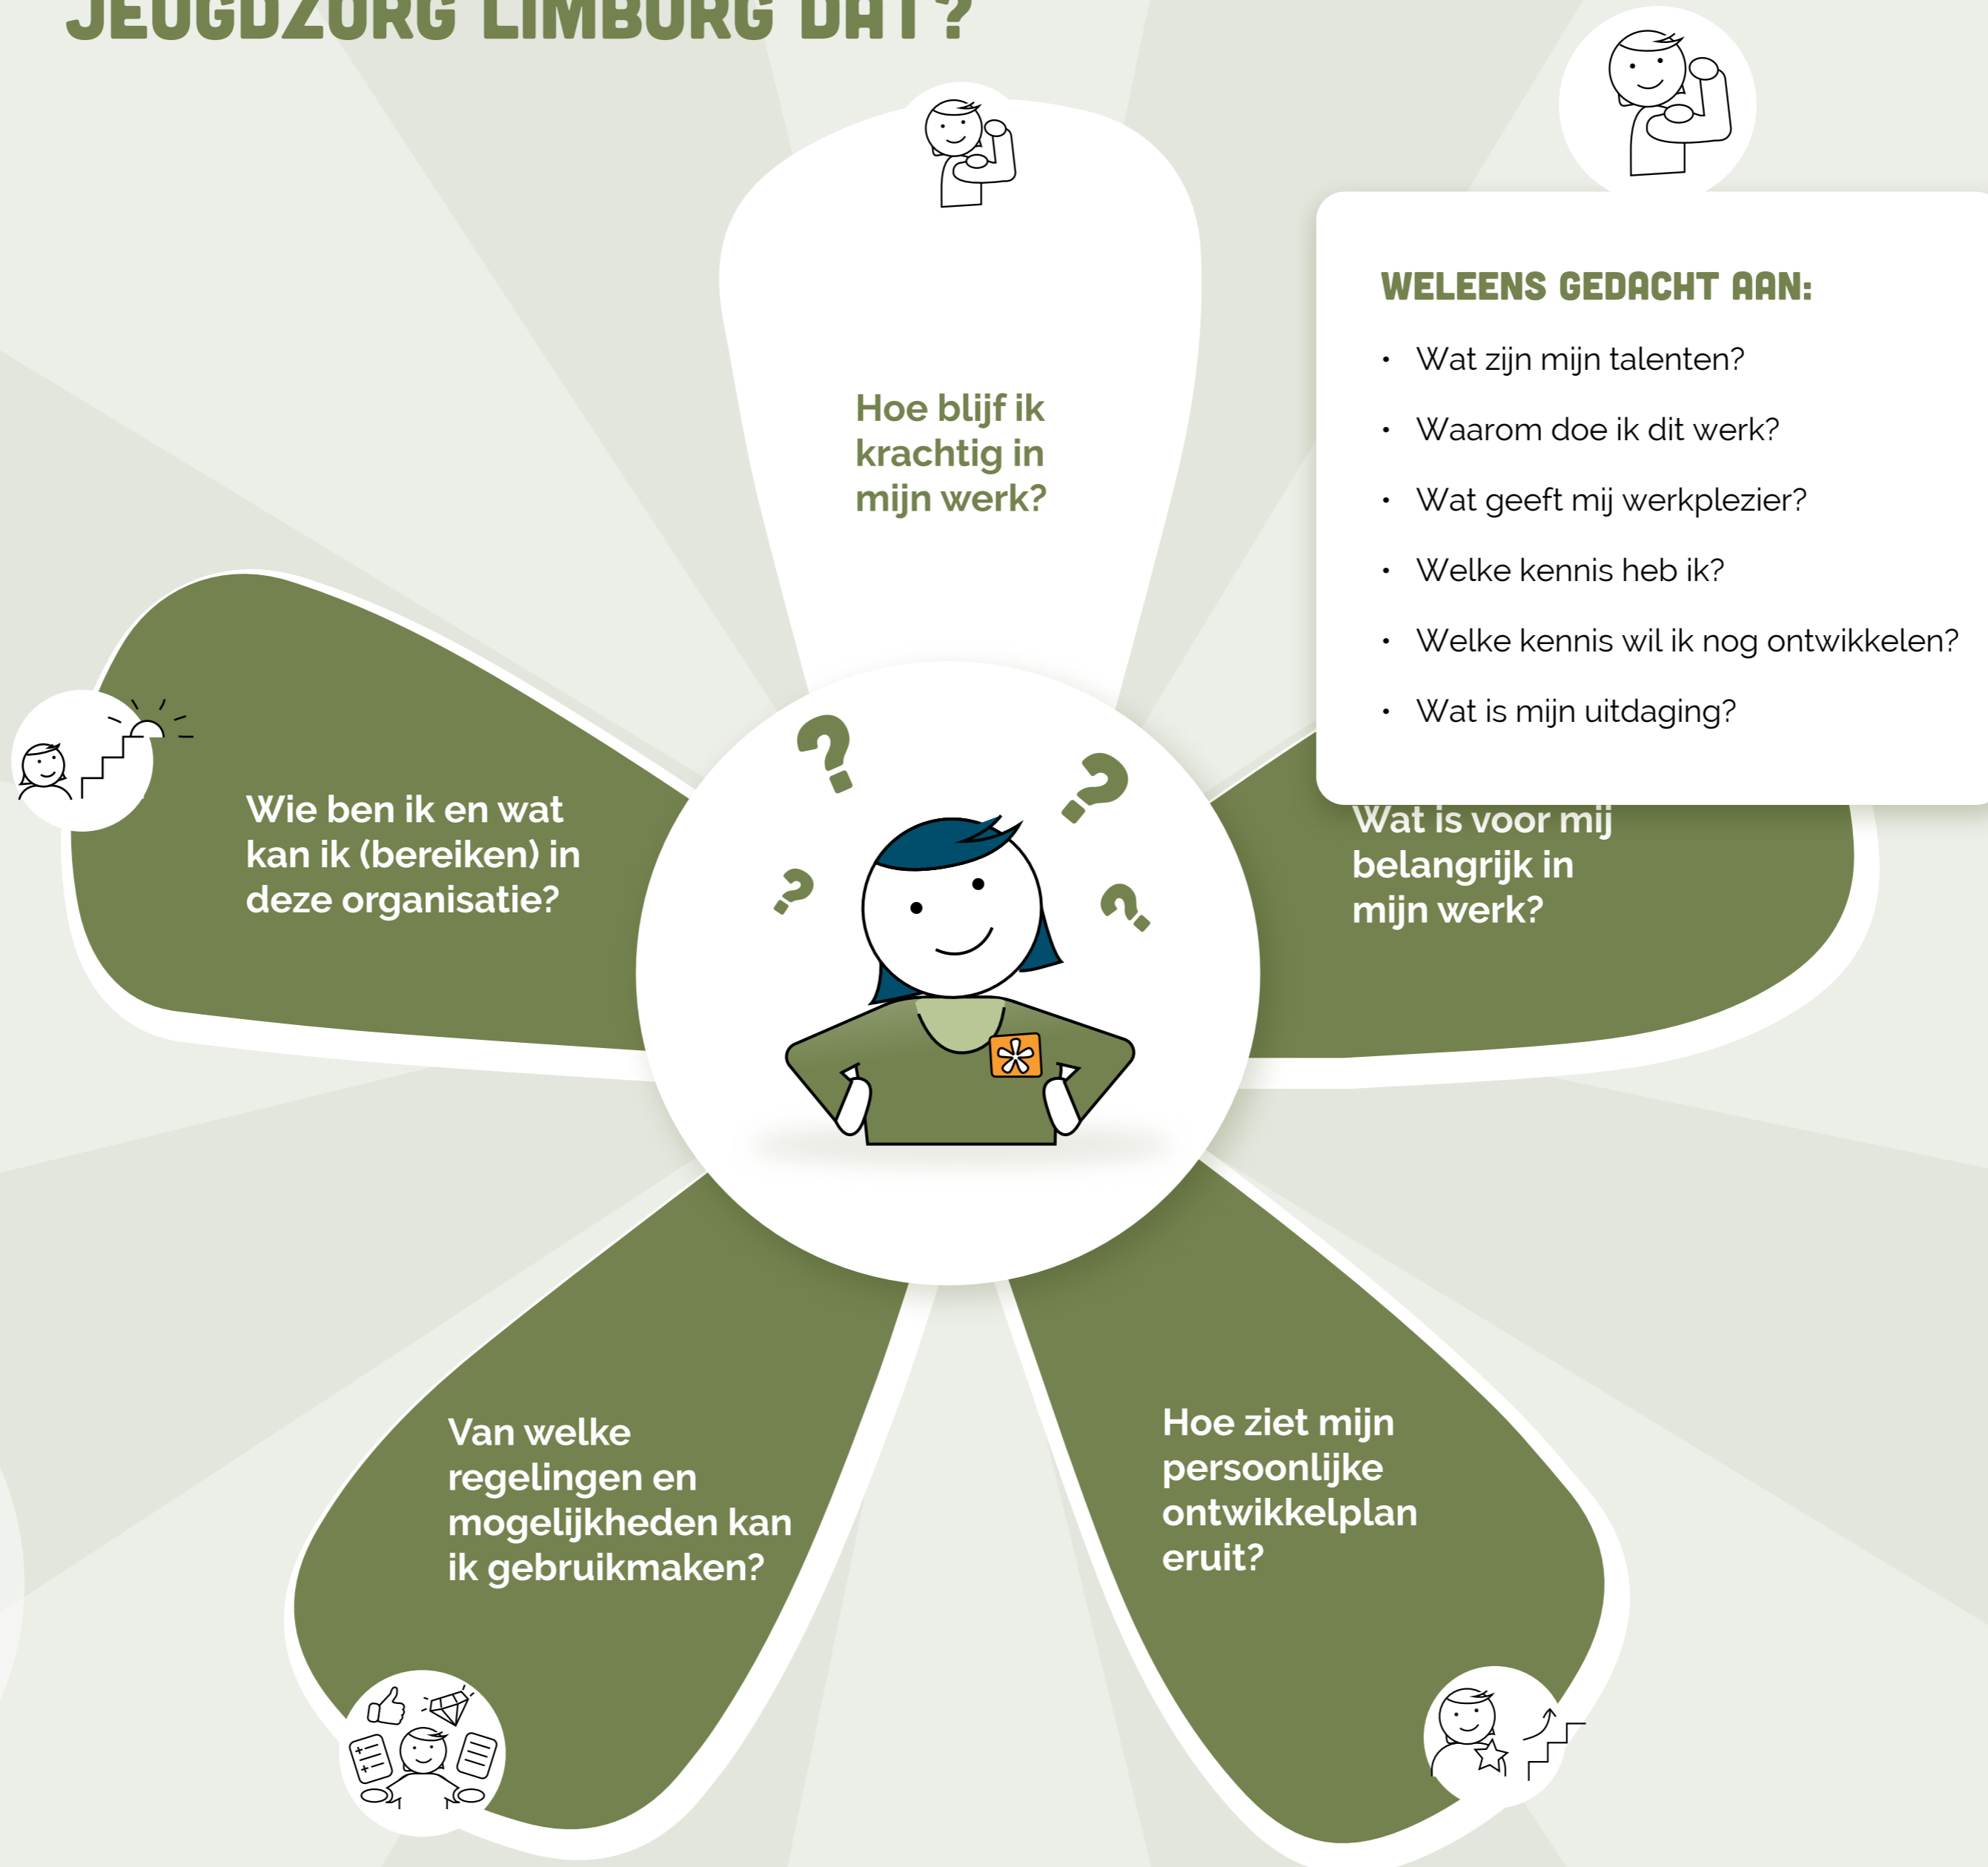 JEUGDZORG LIMBURG DAT?
Hoe blijf ik
krachtig in
mijn werk?
WELEENS GEDACHT AAN:
• Wat zijn mijn talenten?
• Waarom doe ik dit werk?
• Wat geeft mij werkplezier?
• Welke kennis heb ik?
• Welke kennis wil ik nog ontwikkelen?
• Wat is mijn uitdaging?
Wie ben ik en wat
kan ik (bereiken) in
deze organisatie?
Wat is voor mij
belangrijk in
mijn werk?
Van welke
regelingen en
mogelijkheden kan
ik gebruikmaken?
Hoe ziet mijn
persoonlijke
ontwikkelplan
eruit?